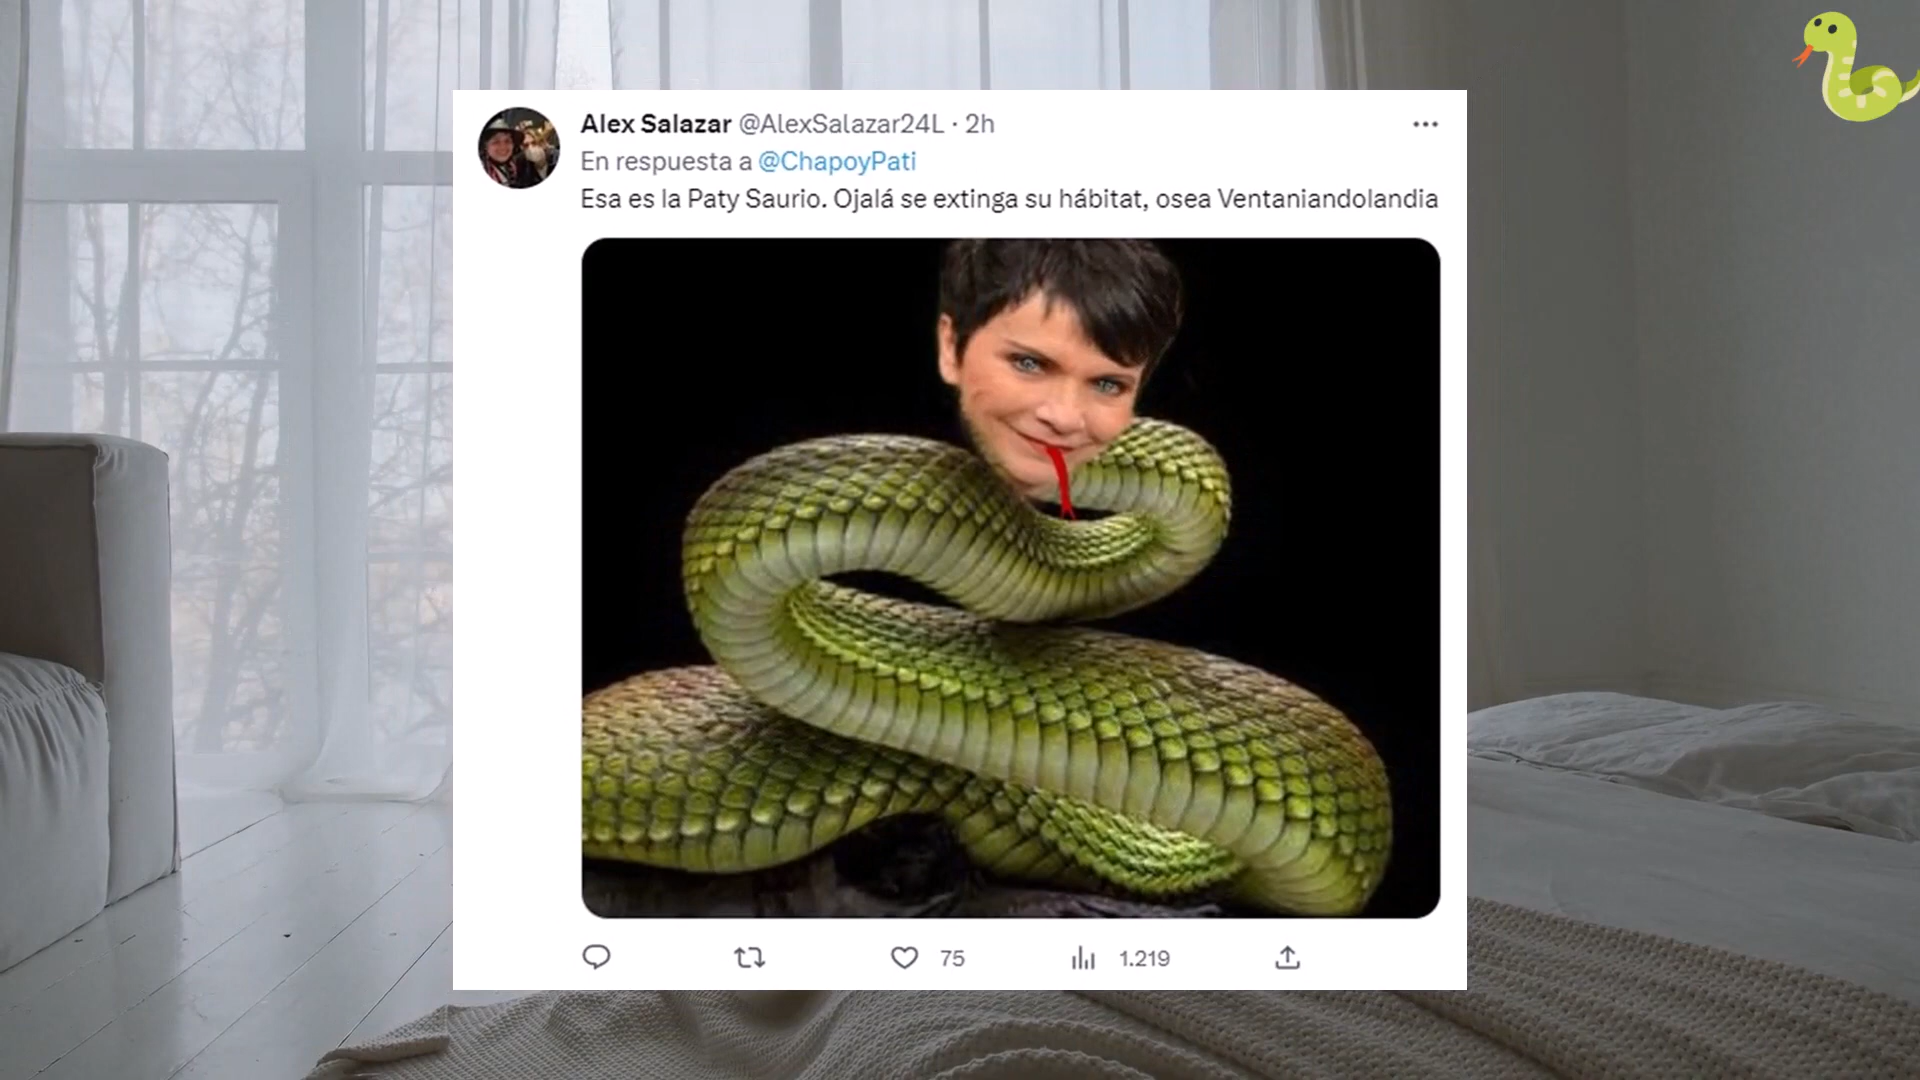 Alex Salazar @AlexSalazar24L · 2h
En respuesta a @ChapoyPati
Esa es la Paty Saurio. Ojalá se extinga su hábitat, osea Ventaniandolandia
75 1.219